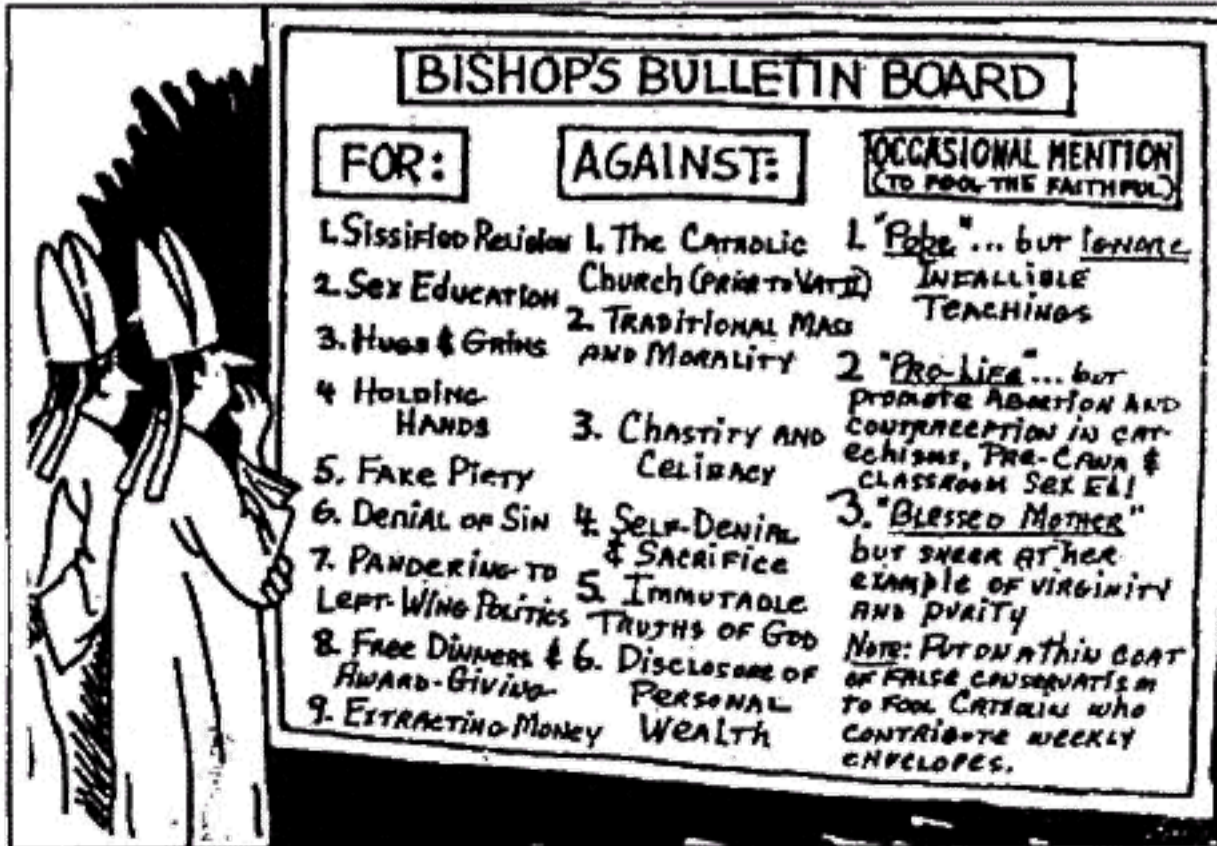 BISHOP'S BULLETIN BOARD
FOR:
1. Sissified Religion
2. Sex Education
3. Hugs & Grins
4 Holding
Hands
5. Fake Piety
6. Denial of Sin
7. Pandering to
Left-Wing Politics
8. Free Dinners &
Award-Giving
9. Extracting Money
AGAINST:
1. The Catholic
Church (Prior to Vat II)
2. Traditional Mass
and Morality
3. Chastity and
Celibacy
4. Self-Denial
& Sacrifice
5. Immutable
Truths of God
6. Disclosure of
Personal
Wealth
OCCASIONAL MENTION
(TO FOOL THE FAITHFUL)
1. "Pope"... but Ignore
Infallible
Teachings
2 "Pro-Life"... but
promote Abortion and
contraception in cat-
echisms, Pre-Cana &
classroom Sex Ed!
3. "Blessed Mother"
but sneer at her
example of virginity
and purity
Note: Put on a thin coat
of false conservatism
to fool Catholics who
contribute weekly
envelopes.